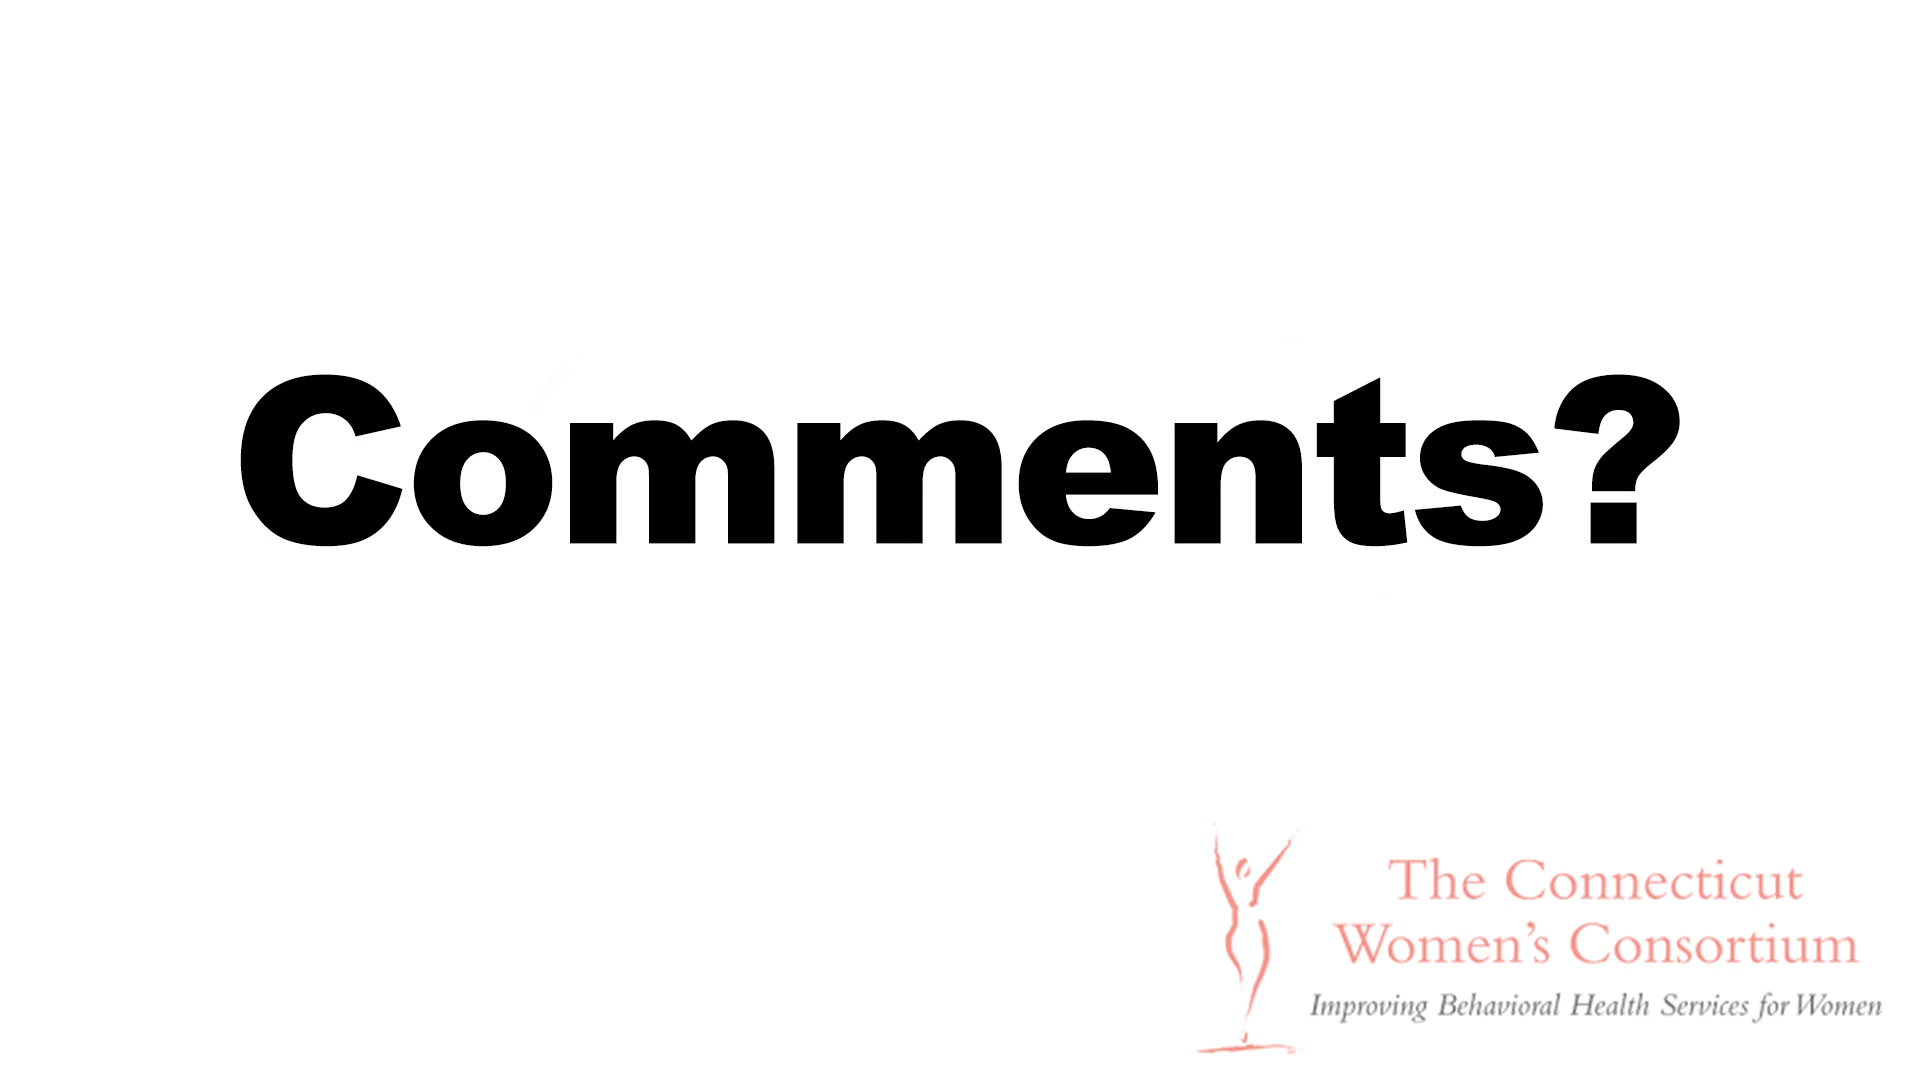 Comments?
The Connecticut
Women's Consortium
Improving Behavioral Health Services for Women